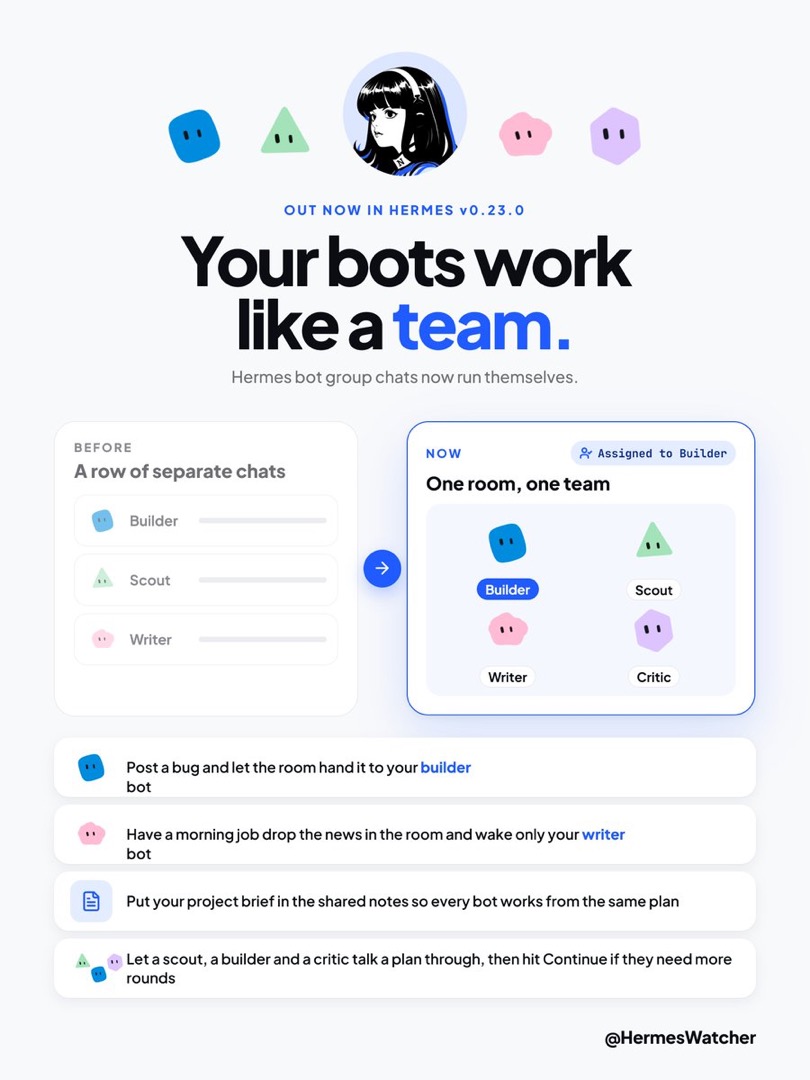 N
OUT NOW IN HERMES v0.23.0
Your bots work
like a team.
Hermes bot group chats now run themselves.
BEFORE
A row of separate chats
Builder
Scout
Writer
NOW
Assigned to Builder
One room, one team
Builder
Scout
Writer
Critic
Post a bug and let the room hand it to your builder
bot
Have a morning job drop the news in the room and wake only your writer
bot
Put your project brief in the shared notes so every bot works from the same plan
Let a scout, a builder and a critic talk a plan through, then hit Continue if they need more
rounds
@HermesWatcher